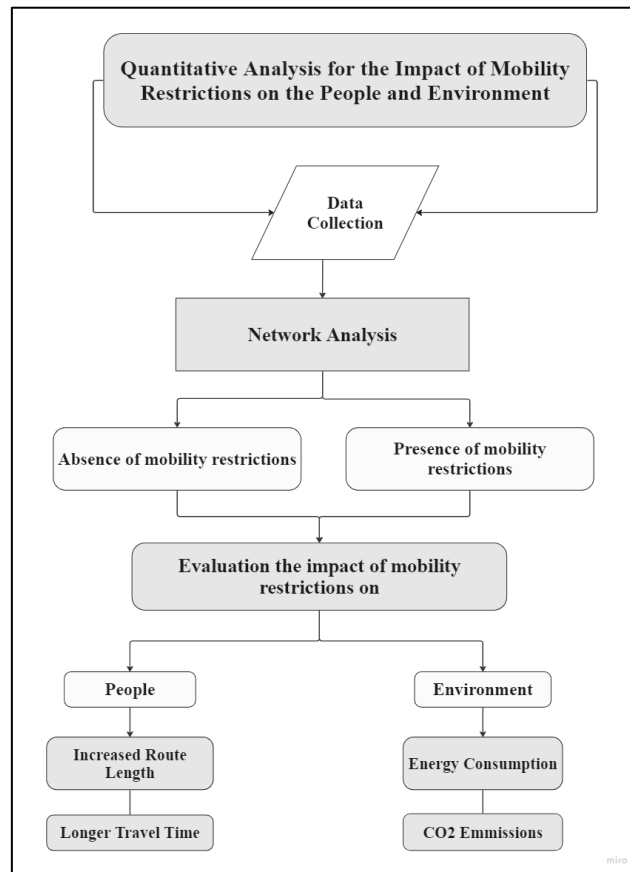 Quantitative Analysis for the Impact of Mobility
Restrictions on the People and Environment
Data
Collection
Network Analysis
Absence of mobility restrictions
Presence of mobility
restrictions
Evaluation the impact of mobility
restrictions on
People
Environment
Increased Route
Length
Energy Consumption
Longer Travel Time
CO2 Emmissions
miro